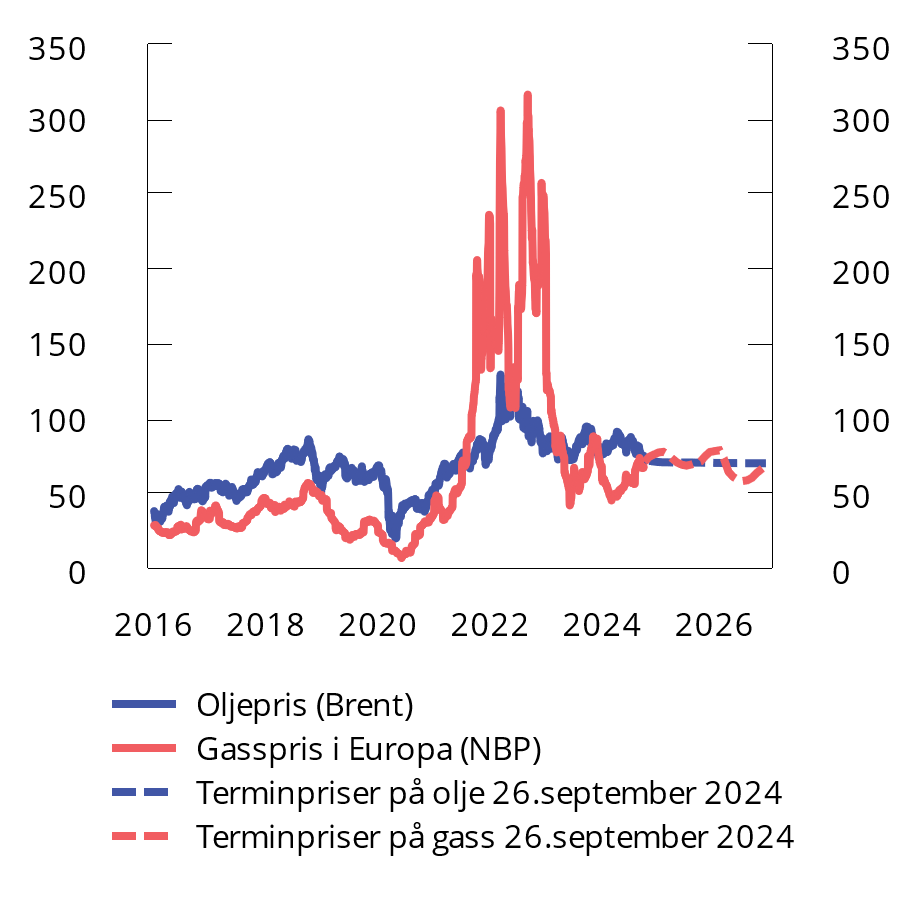 350 350
300 300
250 250
200 200
150 150
100 100
50 50
0 0
2016 2018 2020 2022 2024 2026
Oljepris (Brent)
Gasspris i Europa (NBP)
Terminpriser på olje 26.september 2024
Terminpriser på gass 26.september 2024